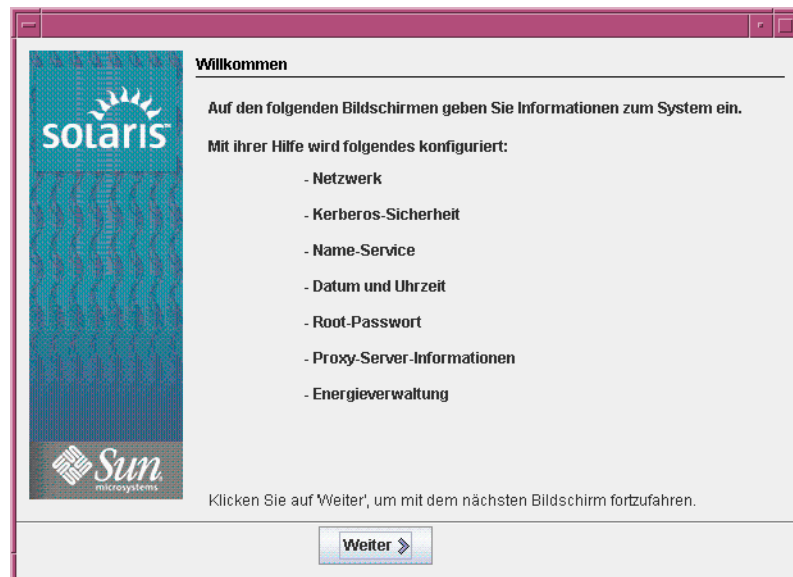 Willkommen
solaris™
Auf den folgenden Bildschirmen geben Sie Informationen zum System ein.
Mit ihrer Hilfe wird folgendes konfiguriert:
- Netzwerk
- Kerberos-Sicherheit
- Name-Service
- Datum und Uhrzeit
- Root-Passwort
- Proxy-Server-Informationen
- Energieverwaltung
Sun
microsystems
Klicken Sie auf 'Weiter', um mit dem nächsten Bildschirm fortzufahren.
Weiter